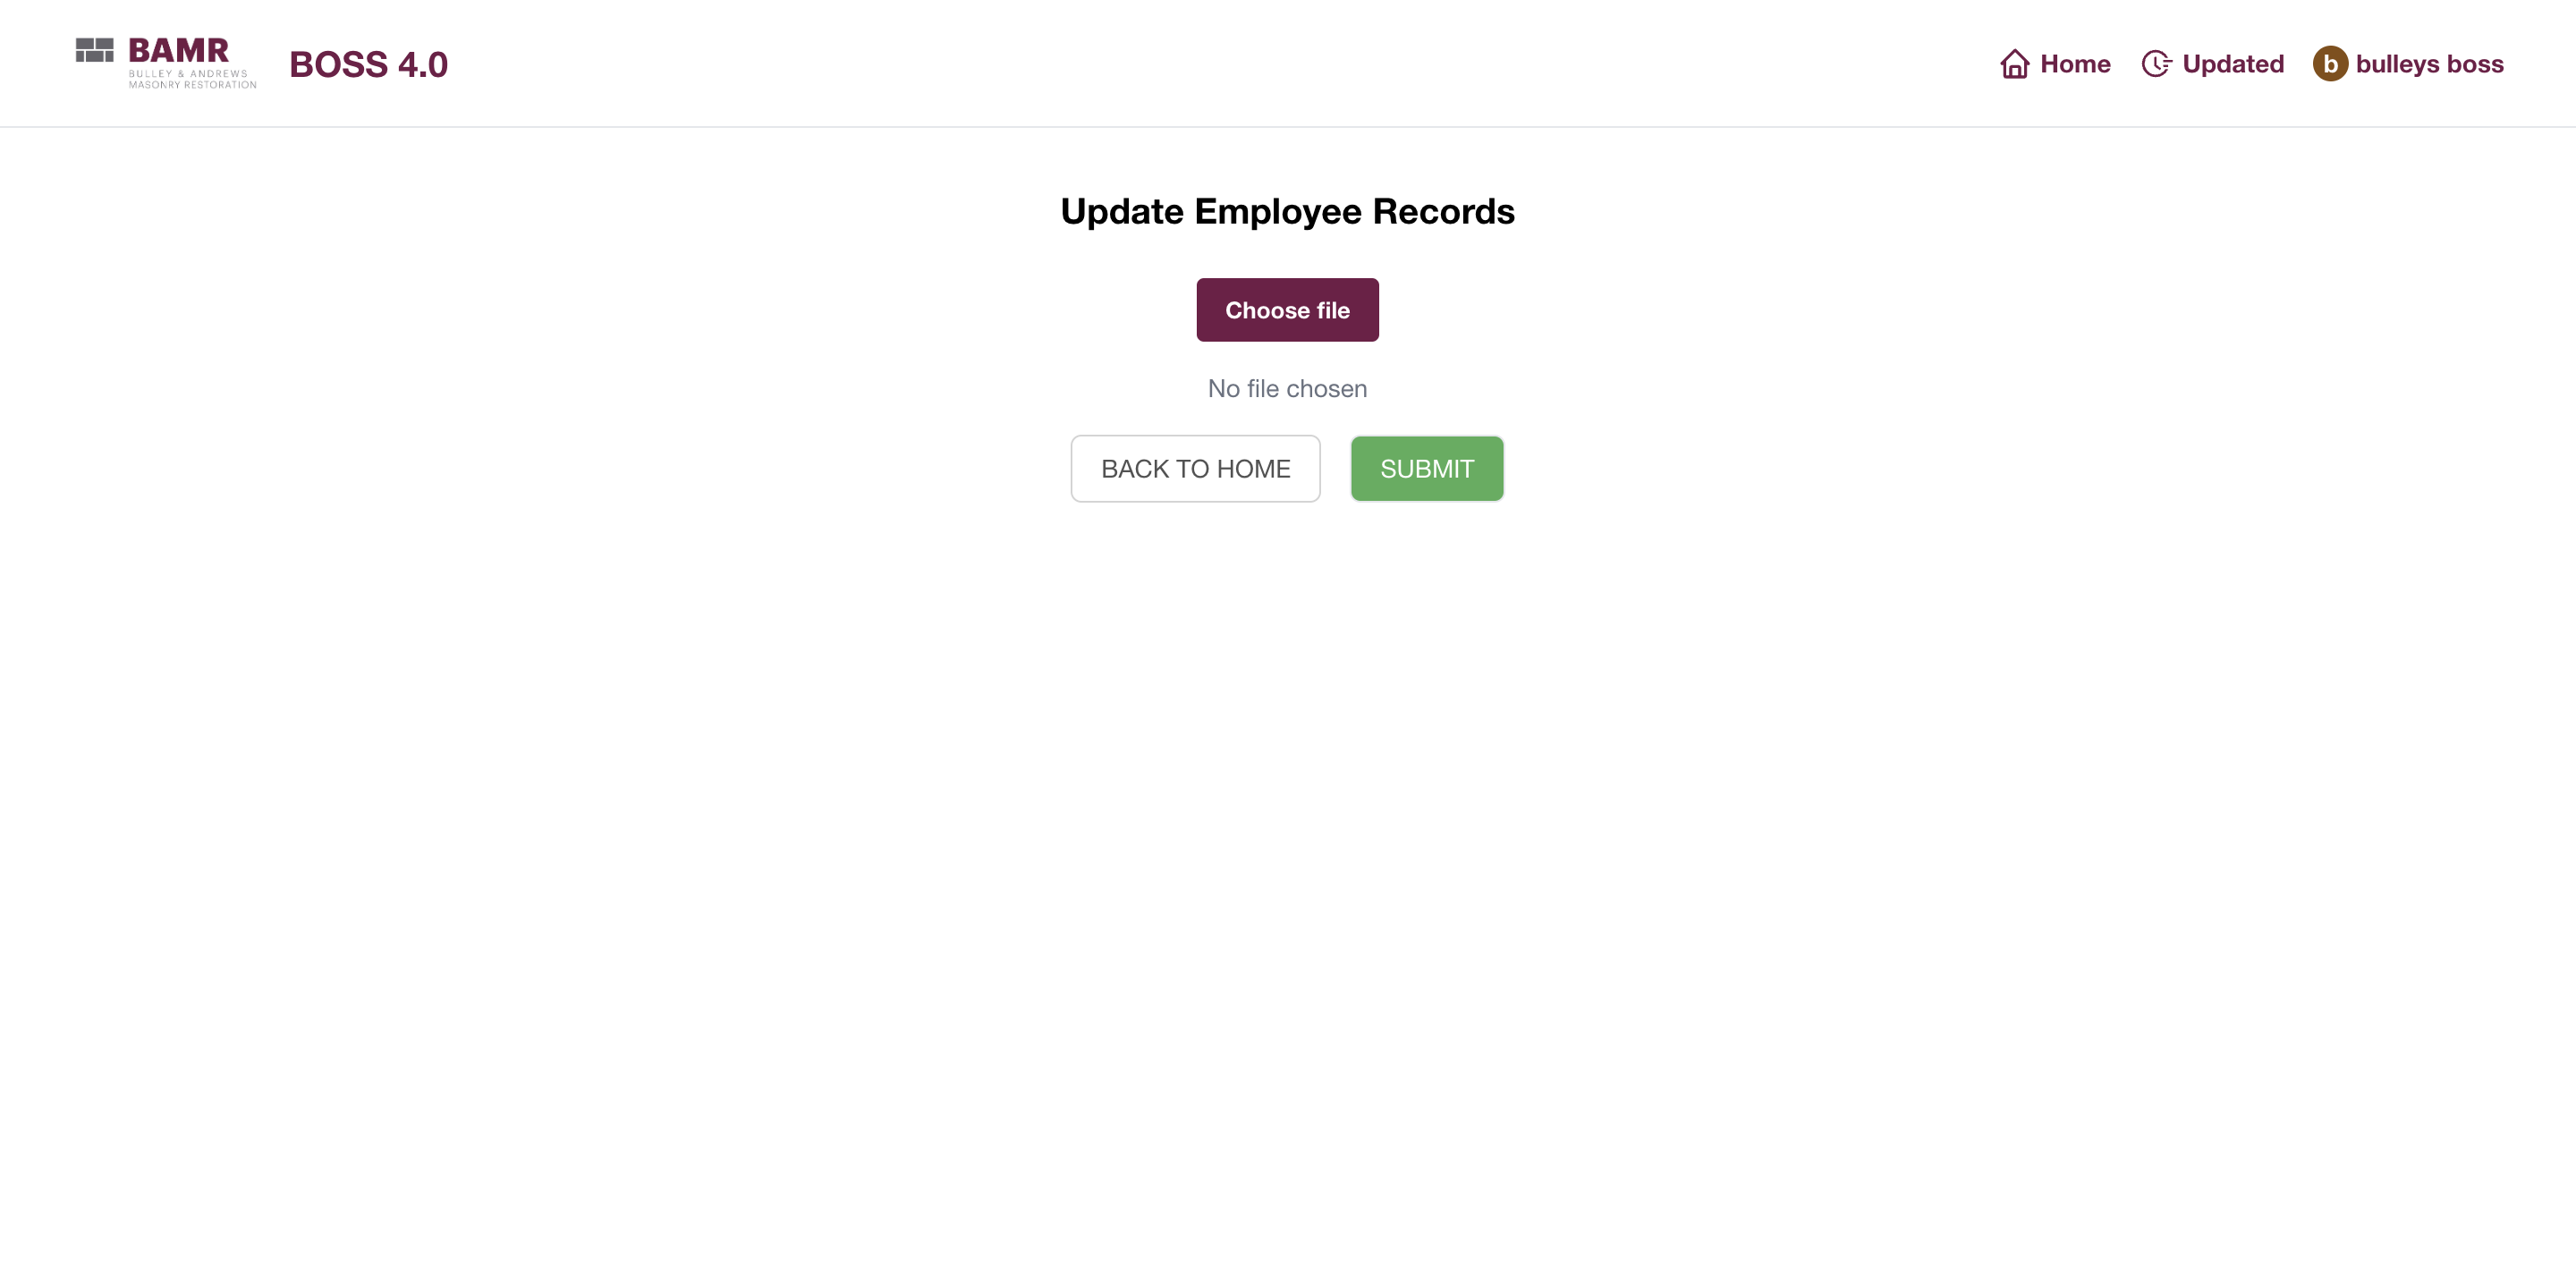 BAMR
BULLEY & ANDREWS
MASONRY RESTORATION
BOSS 4.0
Home
Updated
b
bulleys boss
Update Employee Records
Choose file
No file chosen
BACK TO HOME
SUBMIT